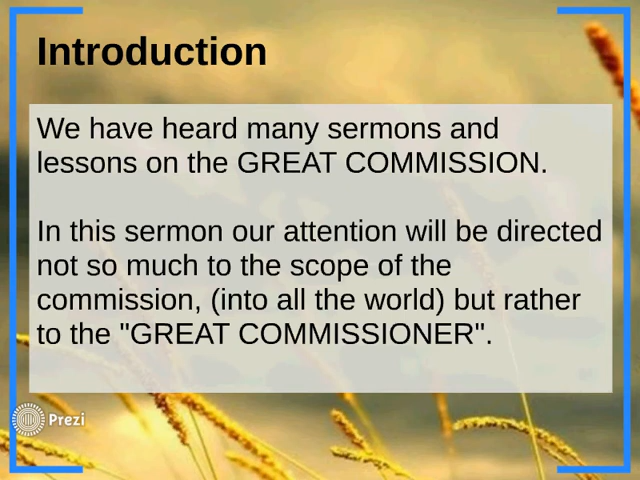 Introduction
We have heard many sermons and
lessons on the GREAT COMMISSION.
In this sermon our attention will be directed
not so much to the scope of the
commission, (into all the world) but rather
to the "GREAT COMMISSIONER".
Prezi